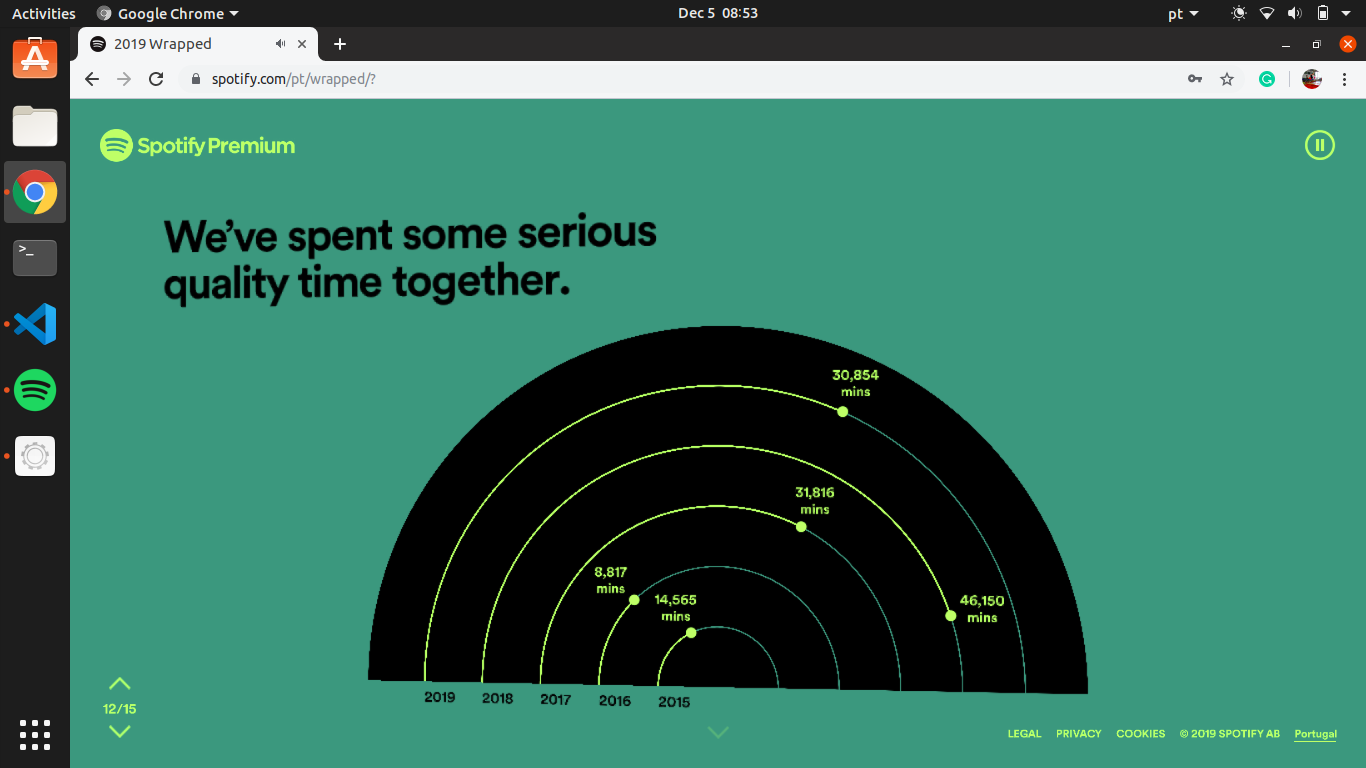 Activities
Google Chrome
Dec 5 08:53
pt
2019 Wrapped
spotify.com/pt/wrapped/?
Spotify Premium
We've spent some serious
quality time together.
30,854
mins
31,816
mins
8,817
mins
14,565
mins
46,150
mins
2019
2018
2017
2016
2015
12/15
LEGAL
PRIVACY
COOKIES
© 2019 SPOTIFY AB
Portugal